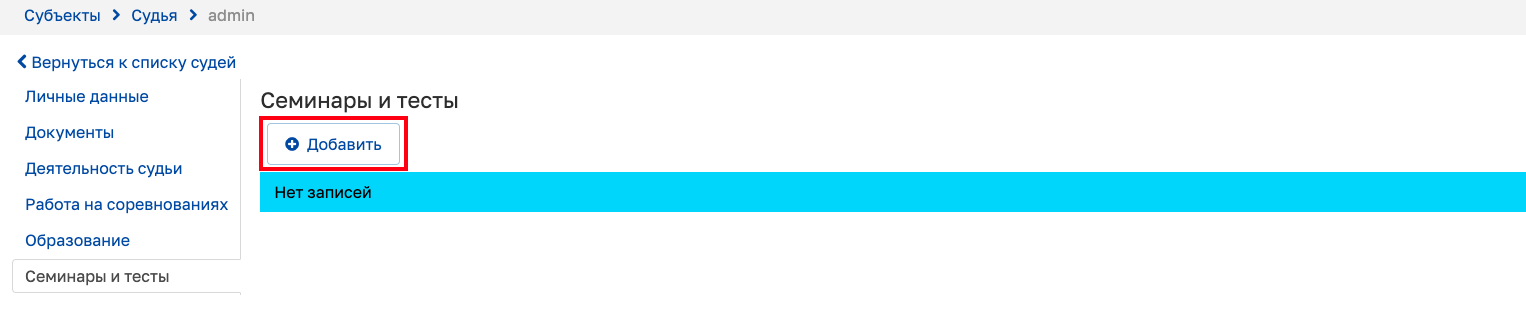 Субъекты Судья admin
Вернуться к списку судей
Личные данные
Документы
Деятельность судьи
Работа на соревнованиях
Образование
Семинары и тесты
Семинары и тесты
Добавить
Нет записей